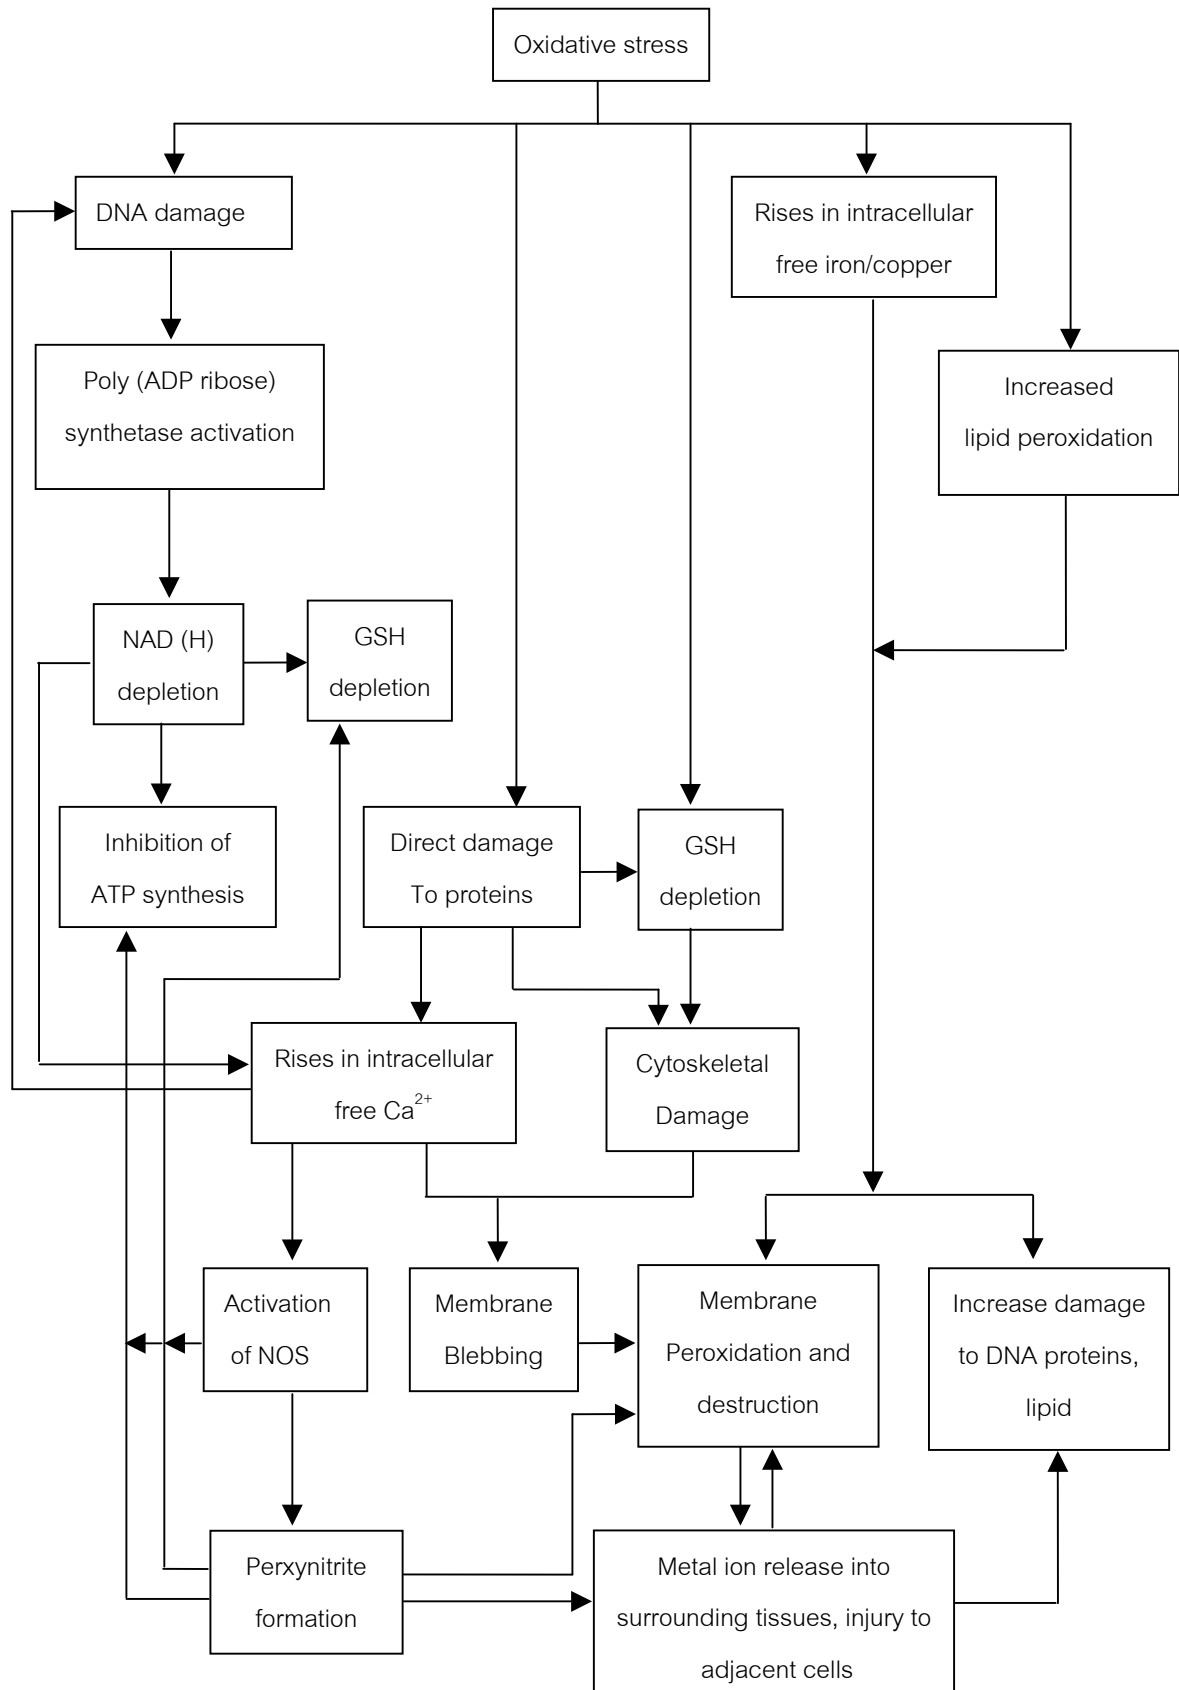 Oxidative stress
DNA damage
Rises in intracellular
free iron/copper
Poly (ADP ribose)
synthetase activation
Increased
lipid peroxidation
NAD (H)
depletion
GSH
depletion
Inhibition of
ATP synthesis
Direct damage
To proteins
GSH
depletion
Rises in intracellular
free Ca²⁺
Cytoskeletal
Damage
Activation
of NOS
Membrane
Blebbing
Membrane
Peroxidation and
destruction
Increase damage
to DNA proteins,
lipid
Perxynitrite
formation
Metal ion release into
surrounding tissues, injury to
adjacent cells